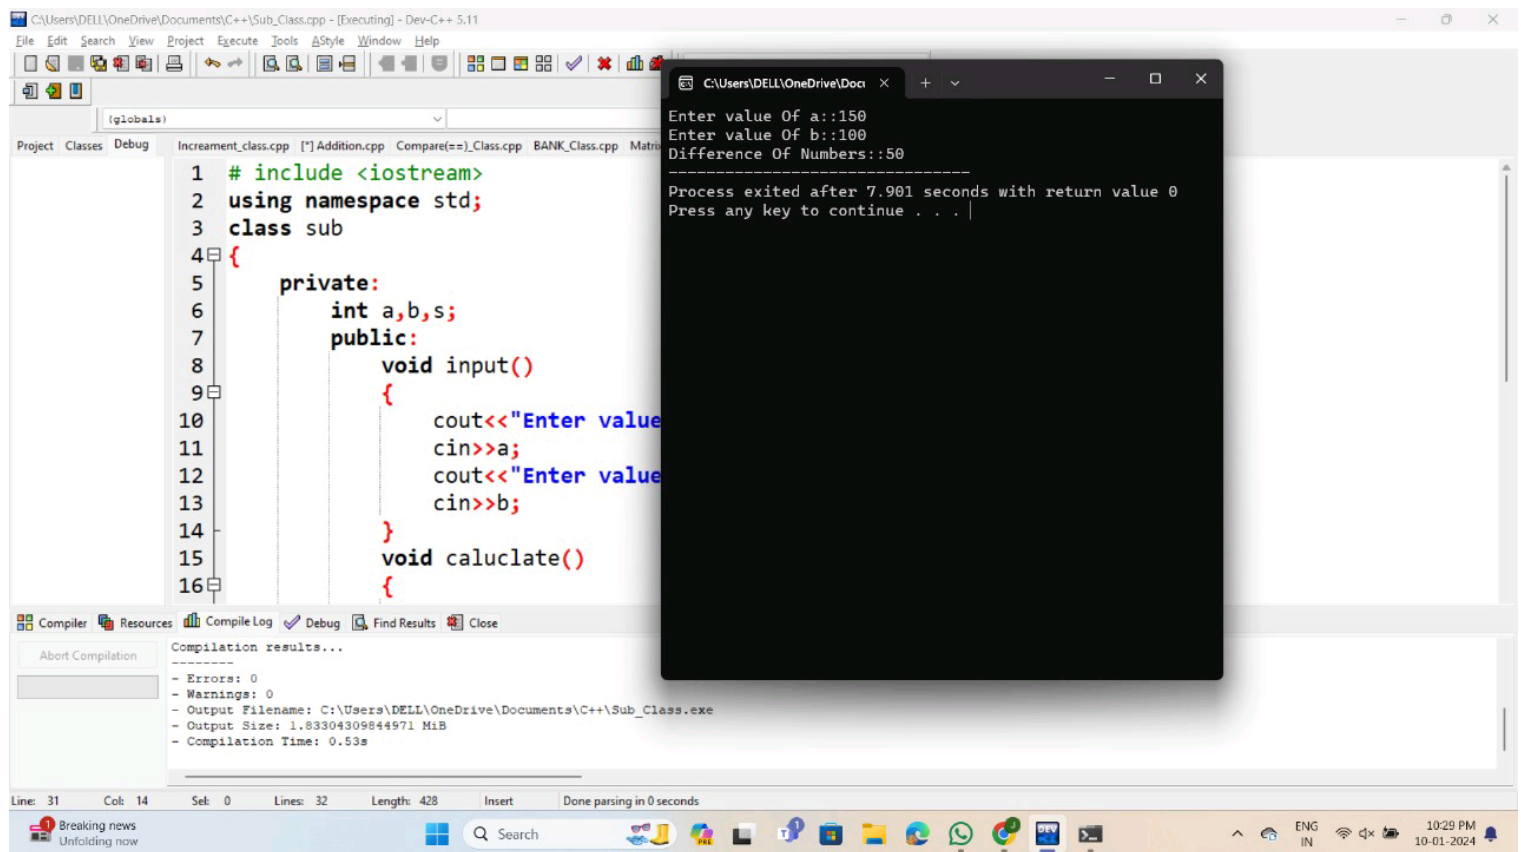 C:\Users\DELL\OneDrive\Documents\C++\Sub_Class.cpp - [Executing] - Dev-C++ 5.11
File Edit Search View Project Execute Tools AStyle Window Help
(globals)
Project Classes Debug
Increament_class.cpp [*] Addition.cpp Compare(==)_Class.cpp BANK_Class.cpp Matrix
1 # include <iostream>
2 using namespace std;
3 class sub
4 {
5 private:
6 int a,b,s;
7 public:
8 void input()
9 {
10 cout<<"Enter value
11 cin>>a;
12 cout<<"Enter value
13 cin>>b;
14 }
15 void caluclate()
16 {
C:\Users\DELL\OneDrive\Docu
Enter value Of a::150
Enter value Of b::100
Difference Of Numbers::50
--------------------------------
Process exited after 7.901 seconds with return value 0
Press any key to continue . . .
Compiler Resources Compile Log Debug Find Results Close
Abort Compilation
Compilation results...
--------
- Errors: 0
- Warnings: 0
- Output Filename: C:\Users\DELL\OneDrive\Documents\C++\Sub_Class.exe
- Output Size: 1.83304309844971 MiB
- Compilation Time: 0.53s
Line: 31 Col: 14 Sel: 0 Lines: 32 Length: 428 Insert Done parsing in 0 seconds
1 Breaking news
Unfolding now
Search
PRE
T 1
J
DEV
ENG
IN
10:29 PM
10-01-2024